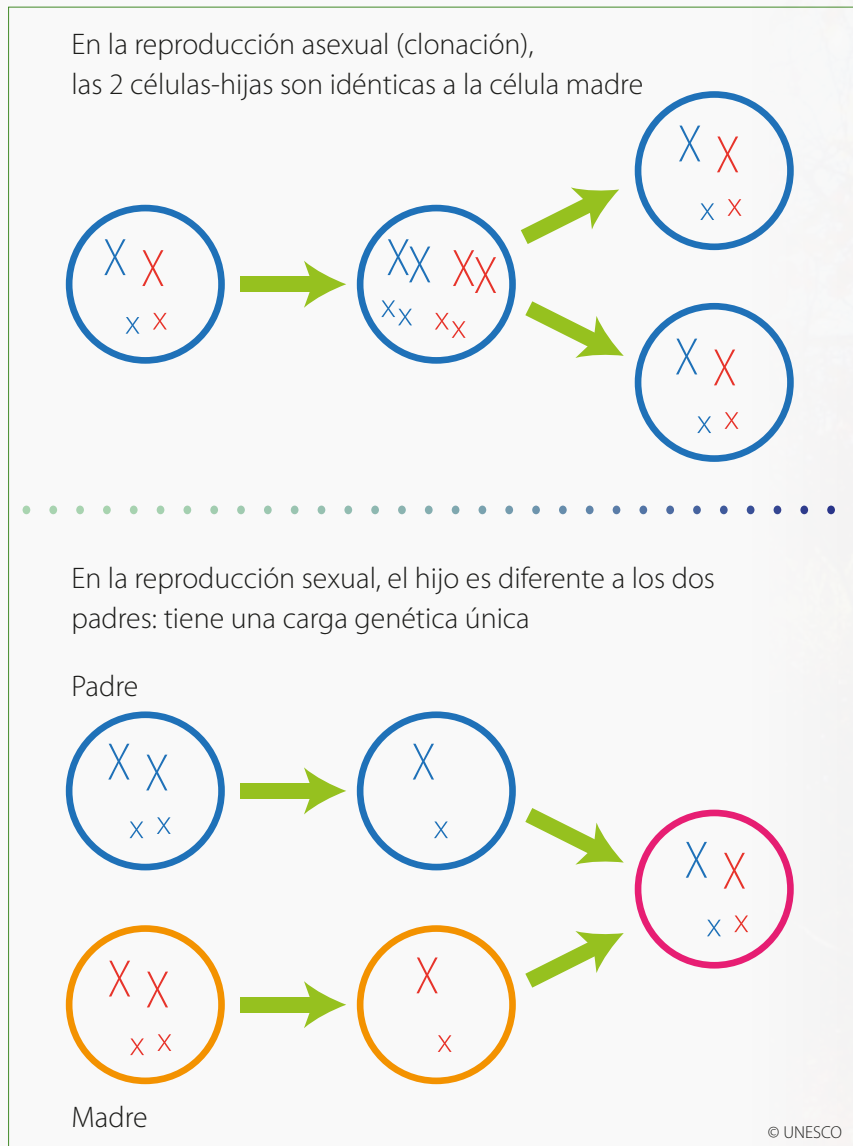 En la reproducción asexual (clonación),
las 2 células-hijas son idénticas a la célula madre
En la reproducción sexual, el hijo es diferente a los dos
padres: tiene una carga genética única
Padre
Madre
© UNESCO